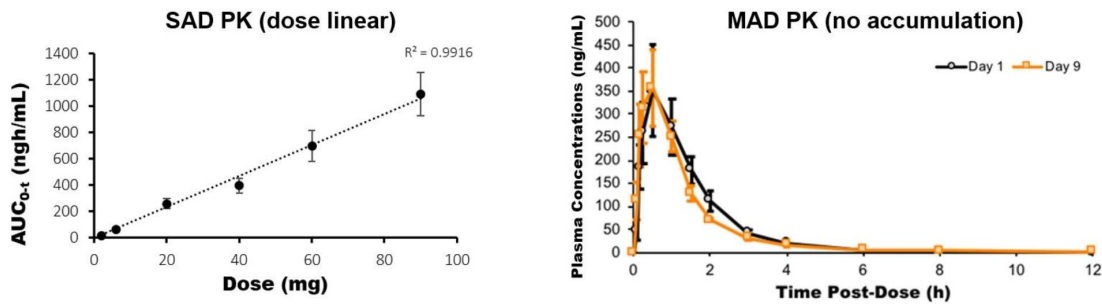 SAD PK (dose linear)
R² = 0.9916
1400
1200
1000
800
600
400
200
0
AUC0-t (ngh/mL)
0 20 40 60 80 100
Dose (mg)
MAD PK (no accumulation)
500
450
400
350
300
250
200
150
100
50
0
Plasma Concentrations (ng/mL)
Day 1 Day 9
0 2 4 6 8 10 12
Time Post-Dose (h)